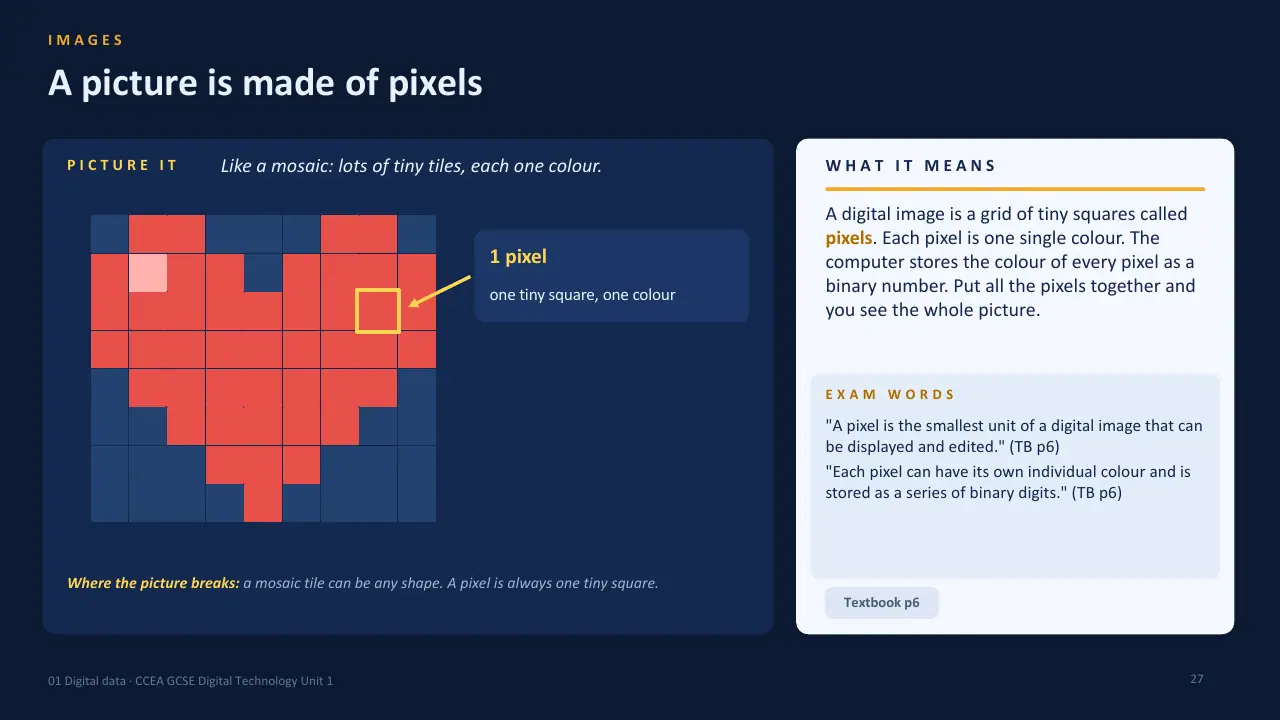 IMAGES
A picture is made of pixels
PICTURE IT
Like a mosaic: lots of tiny tiles, each one colour.
1 pixel
one tiny square, one colour
Where the picture breaks: a mosaic tile can be any shape. A pixel is always one tiny square.
WHAT IT MEANS
A digital image is a grid of tiny squares called
pixels. Each pixel is one single colour. The
computer stores the colour of every pixel as a
binary number. Put all the pixels together and
you see the whole picture.
EXAM WORDS
"A pixel is the smallest unit of a digital image that can
be displayed and edited." (TB p6)
"Each pixel can have its own individual colour and is
stored as a series of binary digits." (TB p6)
Textbook p6
01 Digital data · CCEA GCSE Digital Technology Unit 1
27